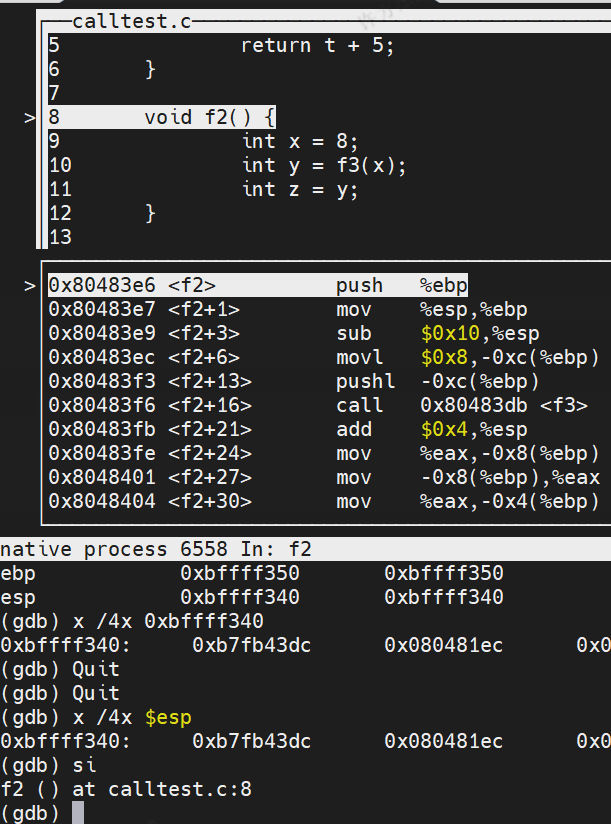 calltest.c
5 return t + 5;
6 }
7
>8 void f2() {
9 int x = 8;
10 int y = f3(x);
11 int z = y;
12 }
13
>0x80483e6 <f2> push %ebp
0x80483e7 <f2+1> mov %esp,%ebp
0x80483e9 <f2+3> sub $0x10,%esp
0x80483ec <f2+6> movl $0x8,-0xc(%ebp)
0x80483f3 <f2+13> pushl -0xc(%ebp)
0x80483f6 <f2+16> call 0x80483db <f3>
0x80483fb <f2+21> add $0x4,%esp
0x80483fe <f2+24> mov %eax,-0x8(%ebp)
0x8048401 <f2+27> mov -0x8(%ebp),%eax
0x8048404 <f2+30> mov %eax,-0x4(%ebp)
native process 6558 In: f2
ebp 0xbffff350 0xbffff350
esp 0xbffff340 0xbffff340
(gdb) x /4x 0xbffff340
0xbffff340: 0xb7fb43dc 0x080481ec 0x0
(gdb) Quit
(gdb) Quit
(gdb) x /4x $esp
0xbffff340: 0xb7fb43dc 0x080481ec 0x0
(gdb) si
f2 () at calltest.c:8
(gdb)